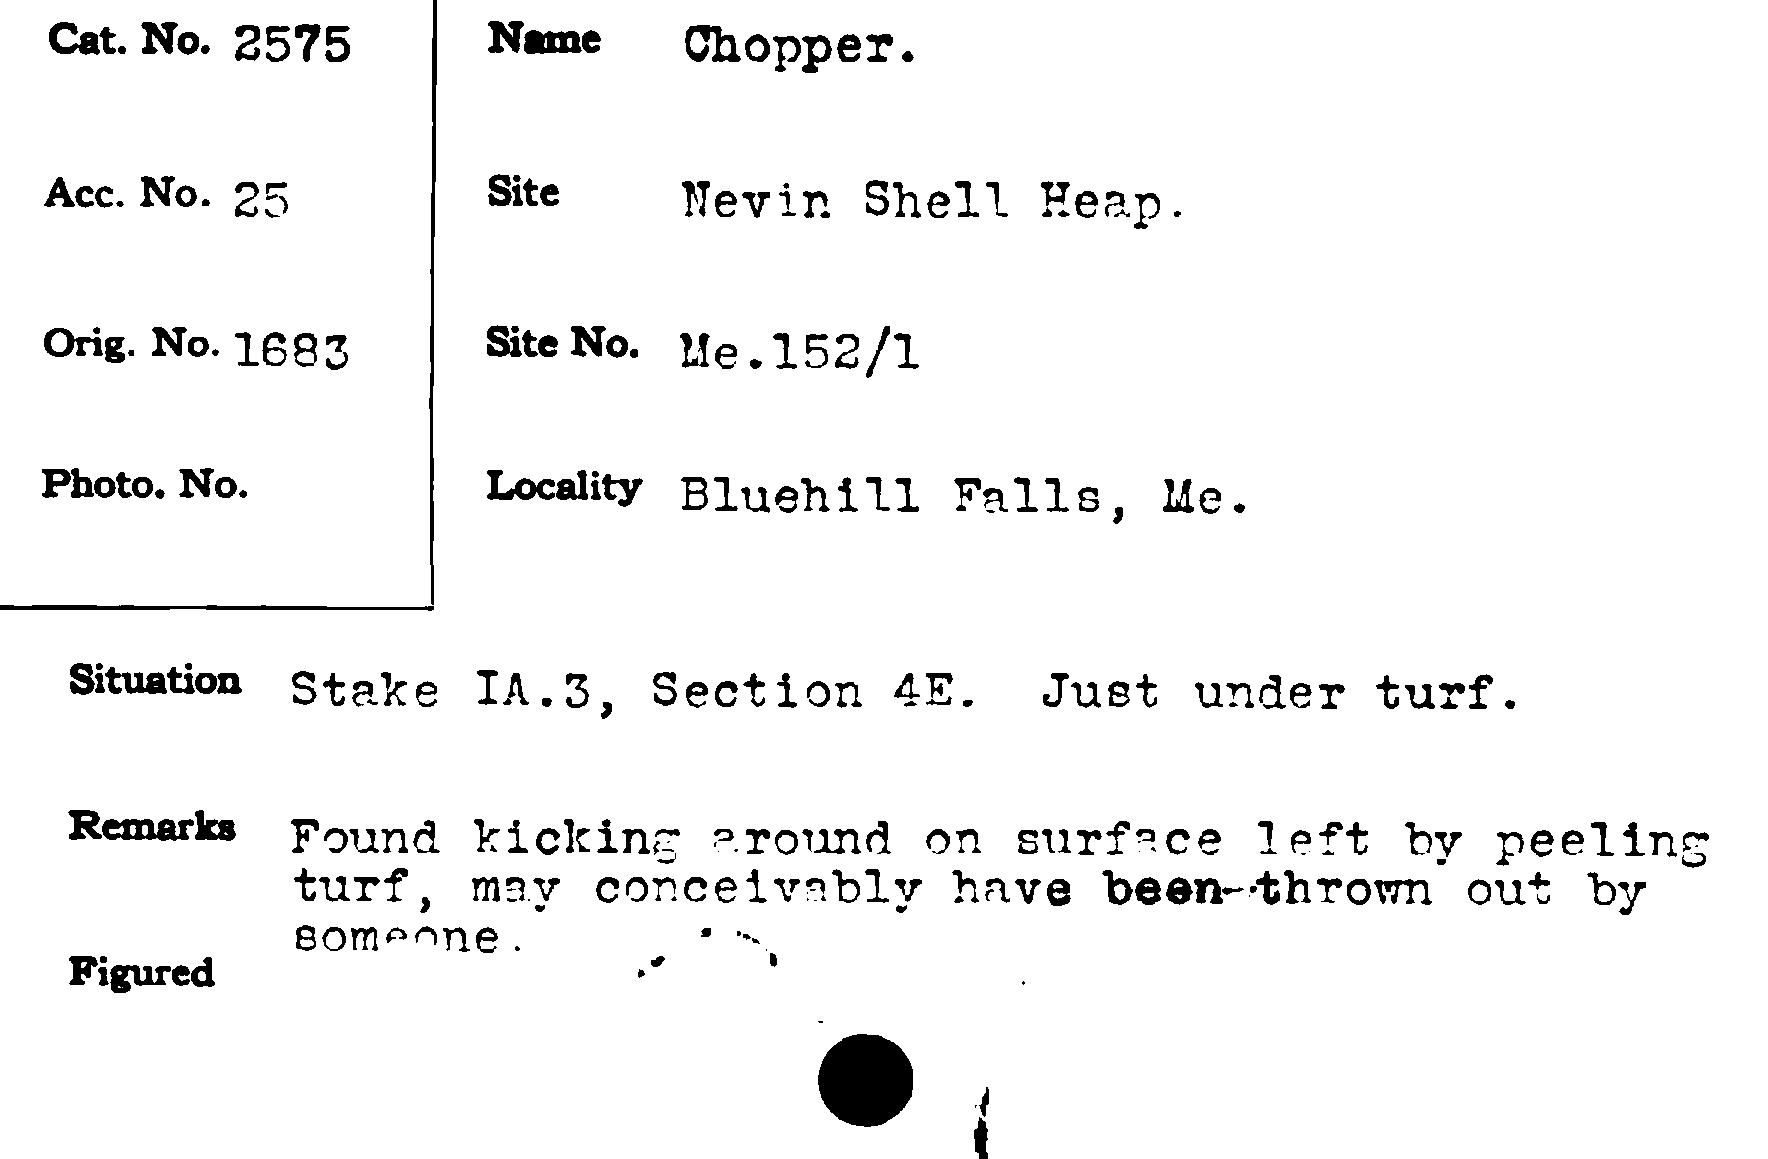 Cat. No. 2575
Name Chopper.
Acc. No. 25
Site Nevin Shell Heap.
Orig. No. 1683
Site No. Me.152/1
Photo. No.
Locality Bluehill Falls, Me.
Situation Stake IA.3, Section 4E. Just under turf.
Remarks Found kicking around on surface left by peeling
turf, may conceivably have been thrown out by
someone.
Figured